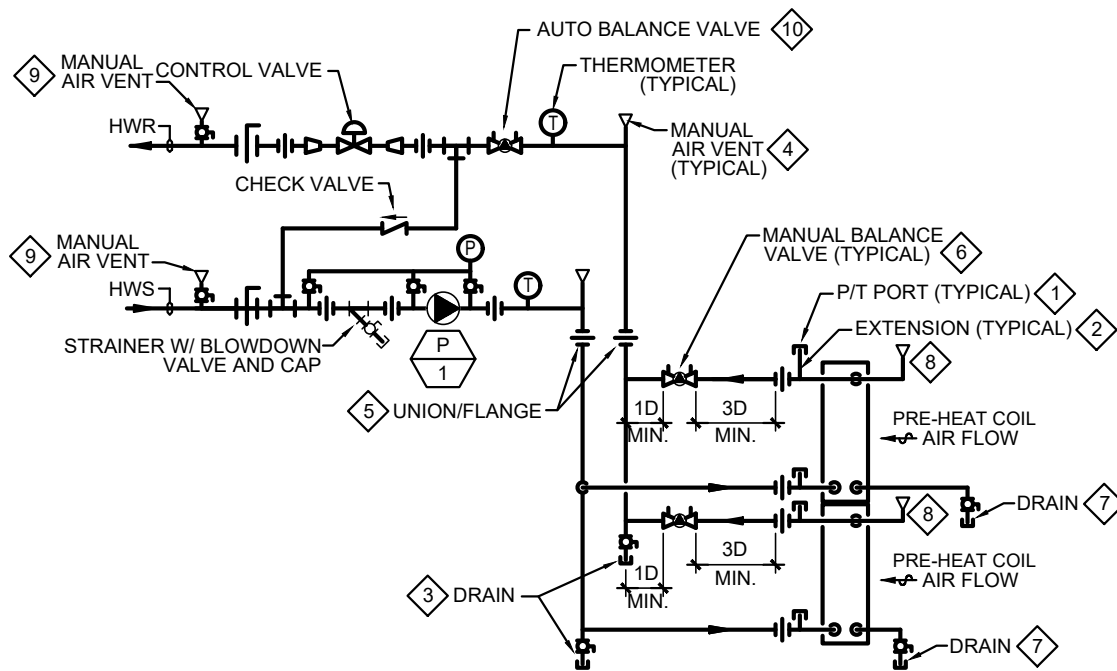 AUTO BALANCE VALVE 10
9 MANUAL
AIR VENT
CONTROL VALVE
THERMOMETER
(TYPICAL)
HWR
T
MANUAL
AIR VENT
(TYPICAL) 4
CHECK VALVE
9 MANUAL
AIR VENT
P
MANUAL BALANCE
VALVE (TYPICAL) 6
HWS
T
P/T PORT (TYPICAL) 1
EXTENSION (TYPICAL) 2
STRAINER W/ BLOWDOWN
VALVE AND CAP
P
1
8
5 UNION/FLANGE
1D
MIN.
3D
MIN.
PRE-HEAT COIL
AIR FLOW
DRAIN 7
8
1D
MIN.
3D
MIN.
PRE-HEAT COIL
AIR FLOW
3 DRAIN
DRAIN 7